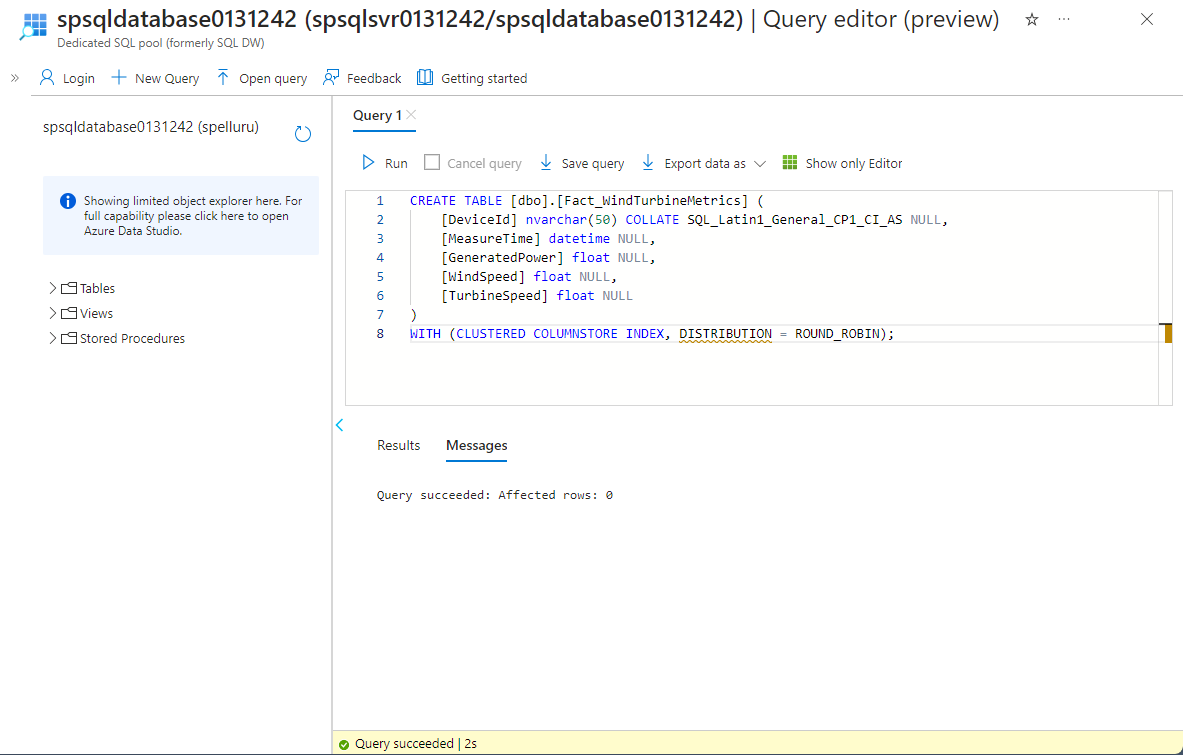 spsqldatabase0131242 (spsqlsvr0131242/spsqldatabase0131242) | Query editor (preview)
Dedicated SQL pool (formerly SQL DW)
Login
New Query
Open query
Feedback
Getting started
spsqldatabase0131242 (spelluru)
Showing limited object explorer here. For
full capability please click here to open
Azure Data Studio.
Tables
Views
Stored Procedures
Query 1
Run
Cancel query
Save query
Export data as
Show only Editor
1 CREATE TABLE [dbo].[Fact_WindTurbineMetrics] (
2 [DeviceId] nvarchar(50) COLLATE SQL_Latin1_General_CP1_CI_AS NULL,
3 [MeasureTime] datetime NULL,
4 [GeneratedPower] float NULL,
5 [WindSpeed] float NULL,
6 [TurbineSpeed] float NULL
7 )
8 WITH (CLUSTERED COLUMNSTORE INDEX, DISTRIBUTION = ROUND_ROBIN);
Results
Messages
Query succeeded: Affected rows: 0
Query succeeded | 2s